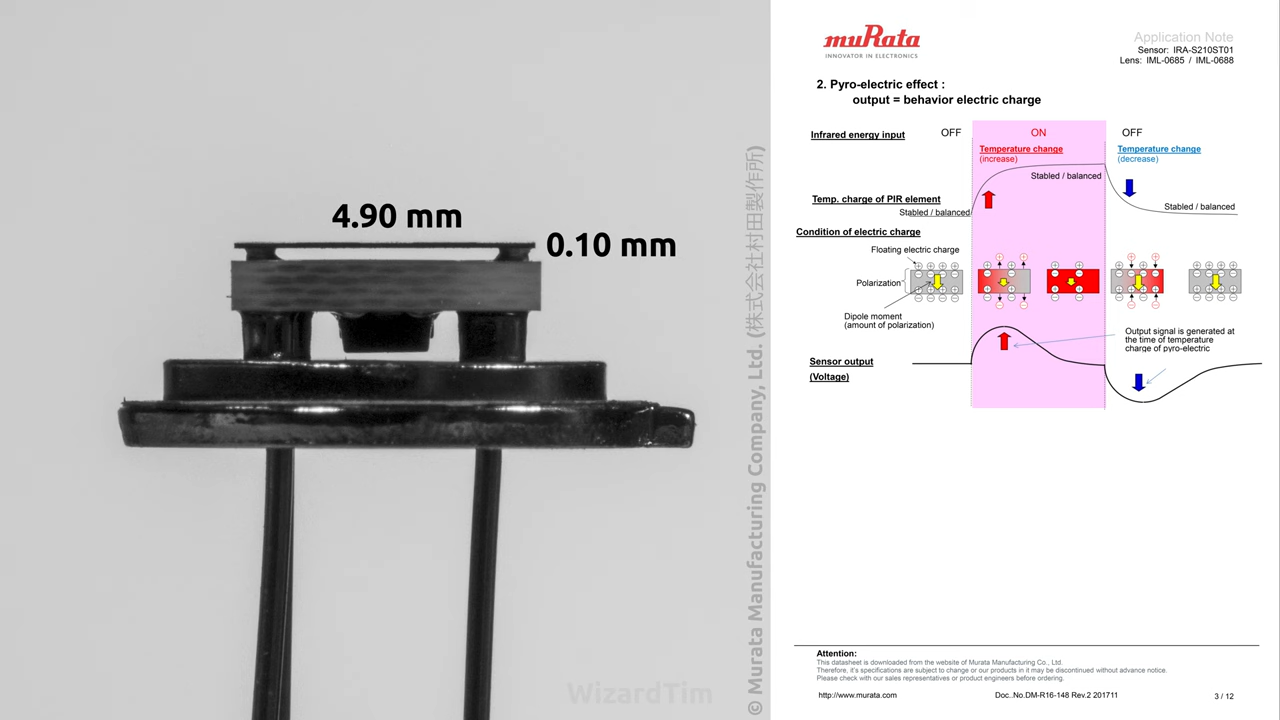 4.90 mm
0.10 mm
© Murata Manufacturing Company, Ltd. (株式会社村田製作所)
WizardTim
muRata
INNOVATOR IN ELECTRONICS
Application Note
Sensor: IRA-S210ST01
Lens: IML-0685 / IML-0688
2. Pyro-electric effect :
output = behavior electric charge
Infrared energy input
OFF
ON
OFF
Temperature change
(increase)
Temperature change
(decrease)
Stabled / balanced
Temp. charge of PIR element
Stabled / balanced
Stabled / balanced
Condition of electric charge
Floating electric charge
Polarization
Dipole moment
(amount of polarization)
Output signal is generated at
the time of temperature
charge of pyro-electric
Sensor output
(Voltage)
Attention:
This datasheet is downloaded from the website of Murata Manufacturing Co., Ltd.
Therefore, it's specifications are subject to change or our products in it may be discontinued without advance notice.
Please check with our sales representatives or product engineers before ordering.
http://www.murata.com
Doc..No.DM-R16-148 Rev.2 201711
3 / 12